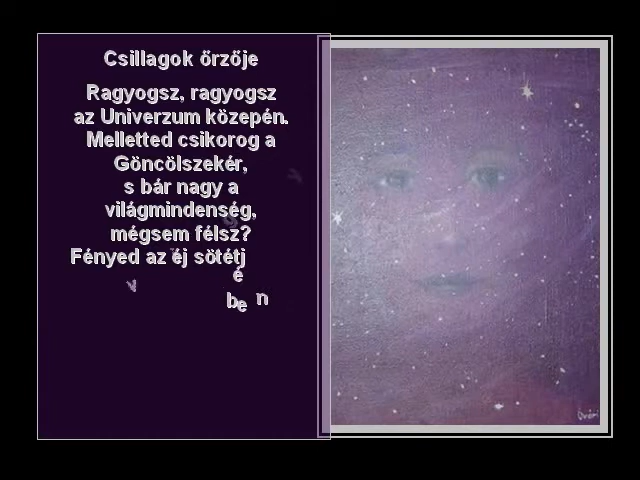 Csillagok őrzője
Ragyogsz, ragyogsz
az Univerzum közepén.
Melletted csikorog a
Göncölszekér,
s bár nagy a
világmindenség,
mégsem félsz?
Fényed az éj sötétj
é
be n